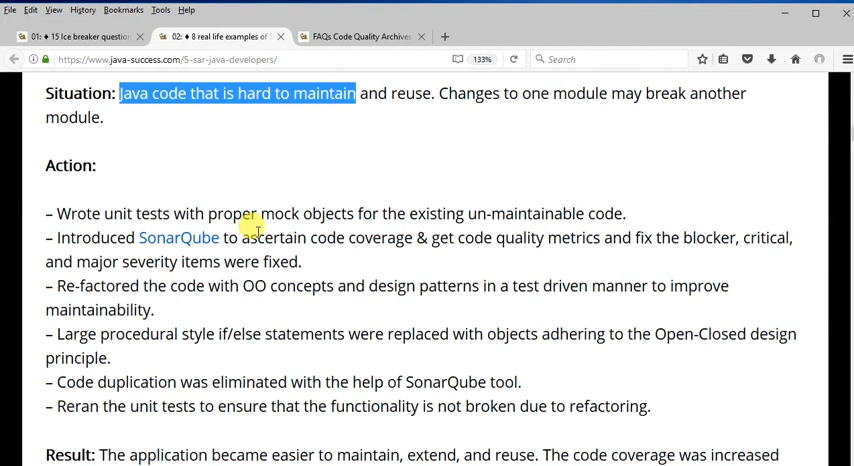 File Edit View History Bookmarks Tools Help
01: ♦ 15 Ice breaker question
02: ♦ 8 real life examples of S
FAQs Code Quality Archives
https://www.java-success.com/5-sar-java-developers/
133%
Search
Situation: Java code that is hard to maintain and reuse. Changes to one module may break another
module.
Action:
– Wrote unit tests with proper mock objects for the existing un-maintainable code.
– Introduced SonarQube to ascertain code coverage & get code quality metrics and fix the blocker, critical,
and major severity items were fixed.
– Re-factored the code with OO concepts and design patterns in a test driven manner to improve
maintainability.
– Large procedural style if/else statements were replaced with objects adhering to the Open-Closed design
principle.
– Code duplication was eliminated with the help of SonarQube tool.
– Reran the unit tests to ensure that the functionality is not broken due to refactoring.
Result: The application became easier to maintain, extend, and reuse. The code coverage was increased